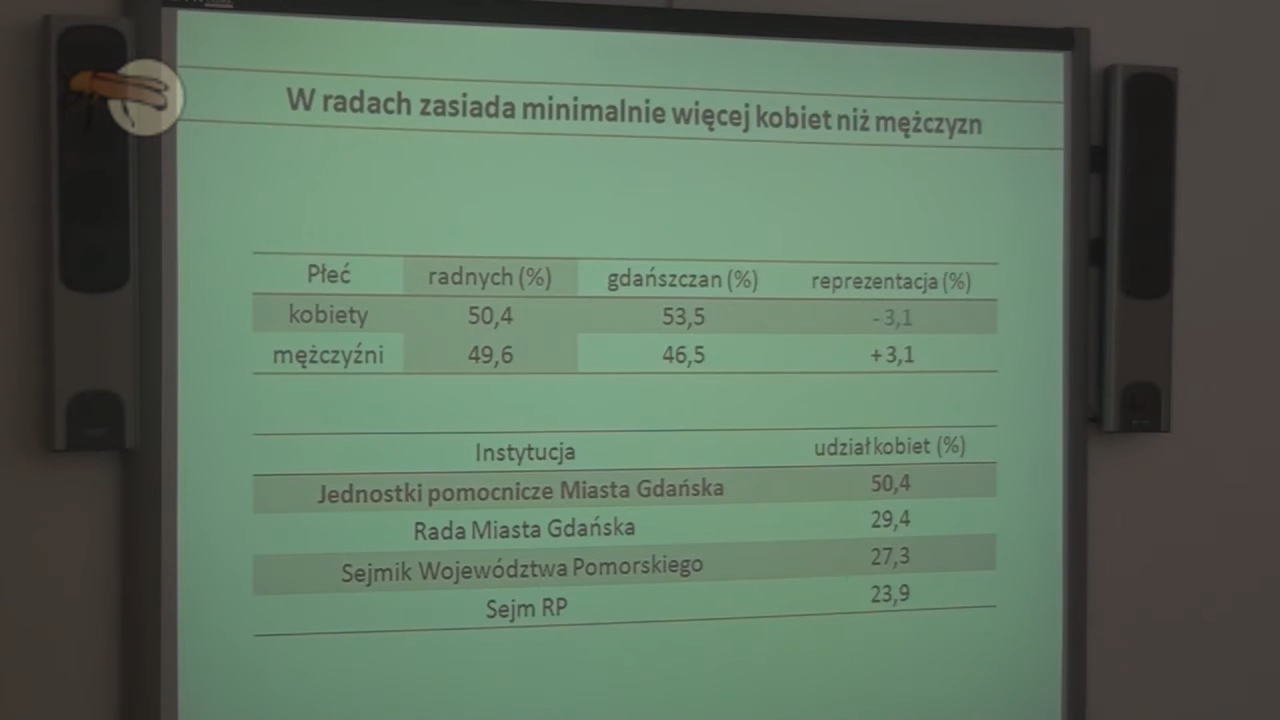 W radach zasiada minimalnie więcej kobiet niż mężczyzn
Płeć radnych (%) gdańszczan (%) reprezentacja (%)
kobiety 50,4 53,5 - 3,1
mężczyźni 49,6 46,5 + 3,1
Instytucja udział kobiet (%)
Jednostki pomocnicze Miasta Gdańska 50,4
Rada Miasta Gdańska 29,4
Sejmik Województwa Pomorskiego 27,3
Sejm RP 23,9